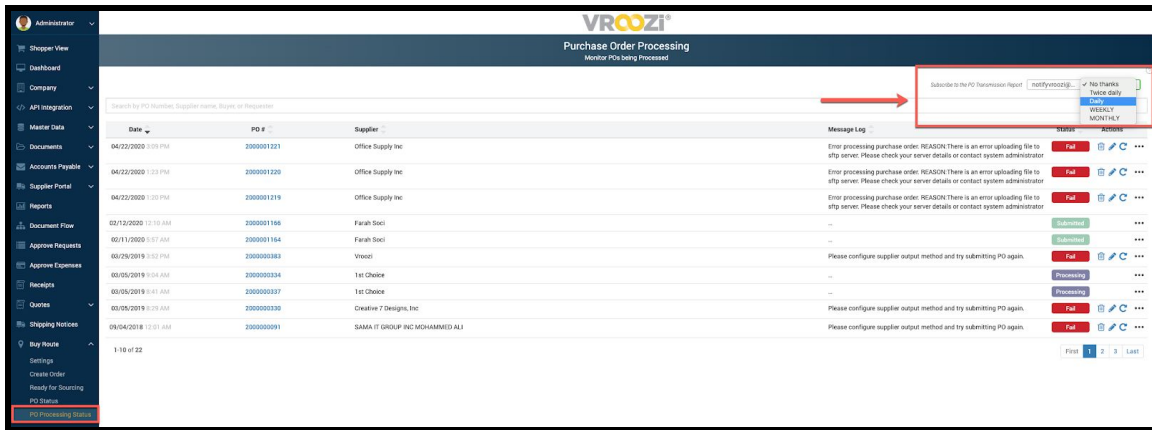 Administrator
VROOZI®
Shopper View
Purchase Order Processing
Monitor POs being Processed
Dashboard
Company
Subscribe to the PO Transmission Report notifyvroozi@... ✓ No thanks
Twice daily
Daily
WEEKLY
MONTHLY
API Integration
Search by PO Number, Supplier name, Buyer, or Requester
Master Data
Date PO # Supplier Message Log Status Actions
Documents
04/22/2020 3:09 PM 2000001221 Office Supply Inc Error processing purchase order. REASON:There is an error uploading file to Fail
sftp server. Please check your server details or contact system administrator
Accounts Payable
04/22/2020 1:23 PM 2000001220 Office Supply Inc Error processing purchase order. REASON:There is an error uploading file to Fail
sftp server. Please check your server details or contact system administrator
Supplier Portal
04/22/2020 1:20 PM 2000001219 Office Supply Inc Error processing purchase order. REASON:There is an error uploading file to Fail
sftp server. Please check your server details or contact system administrator
Reports
Document Flow
02/12/2020 12:10 AM 2000001166 Farah Soci ... Submitted
Approve Requests
02/11/2020 5:57 AM 2000001164 Farah Soci ... Submitted
03/29/2019 3:52 PM 2000000383 Vroozi Please configure supplier output method and try submitting PO again. Fail
Approve Expenses
03/05/2019 9:04 AM 2000000334 1st Choice ... Processing
Receipts
03/05/2019 8:41 AM 2000000337 1st Choice ... Processing
Quotes
03/05/2019 8:29 AM 2000000330 Creative 7 Designs, Inc Please configure supplier output method and try submitting PO again. Fail
Shipping Notices
09/04/2018 12:01 AM 2000000091 SAMA IT GROUP INC MOHAMMED ALI Please configure supplier output method and try submitting PO again. Fail
Buy Route
1-10 of 22 First 1 2 3 Last
Settings
Create Order
Ready for Sourcing
PO Status
PO Processing Status